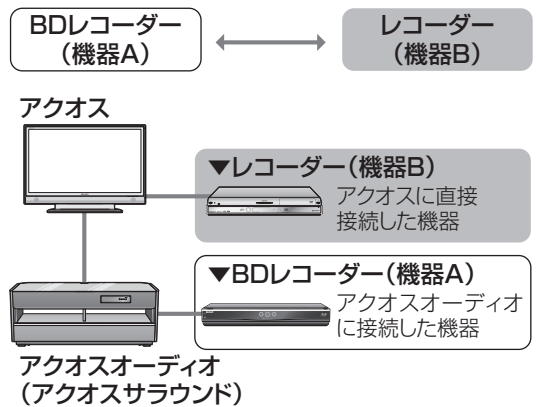 BDレコーダー
（機器A）
レコーダー
（機器B）
アクオス
▼レコーダー（機器B）
アクオスに直接
接続した機器
▼BDレコーダー（機器A）
アクオスオーディオ
に接続した機器
アクオスオーディオ
（アクオスサラウンド）